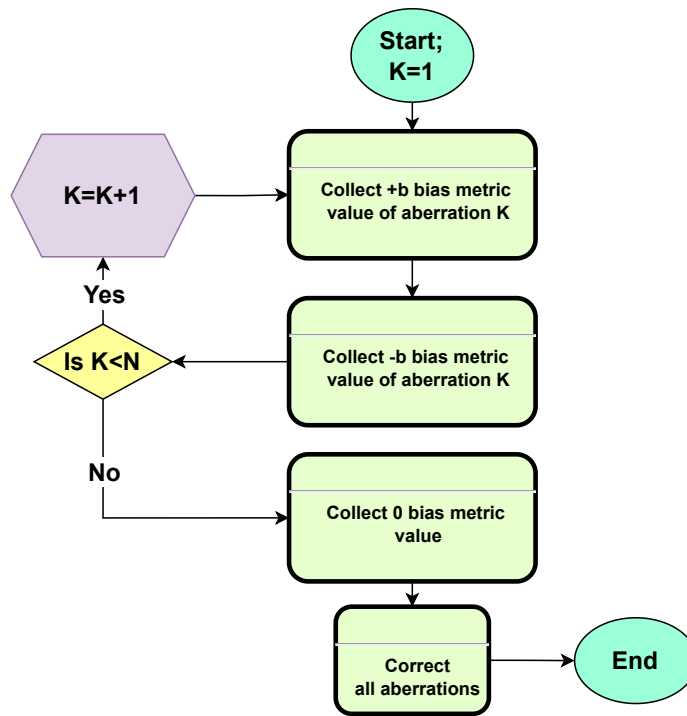 Start;
K=1
K=K+1
Collect +b bias metric
value of aberration K
Yes
Is K<N
Collect -b bias metric
value of aberration K
No
Collect 0 bias metric
value
Correct
all aberrations
End